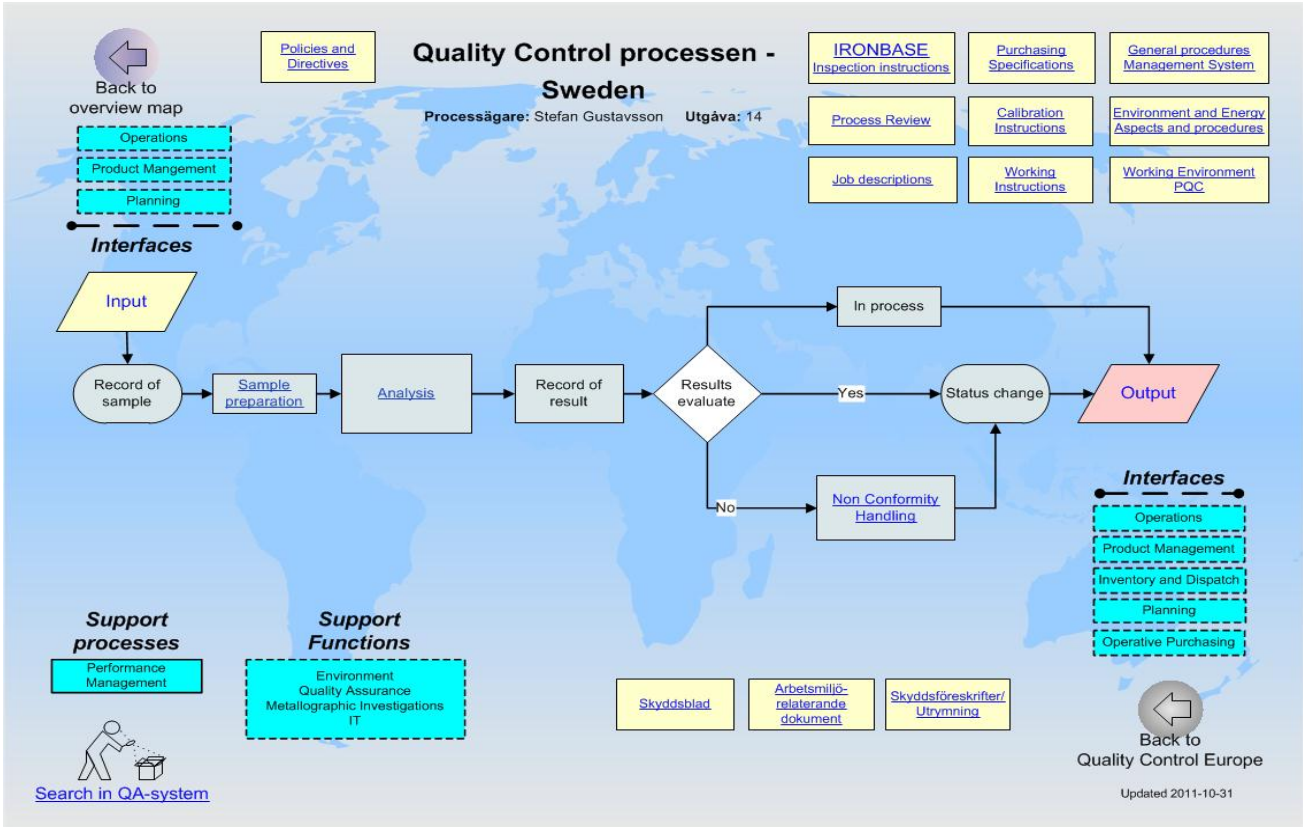 Policies and
Directives
Quality Control processen -
Sweden
Processägare: Stefan Gustavsson Utgåva: 14
IRONBASE
Inspection instructions
Purchasing
Specifications
General procedures
Management System
Process Review
Calibration
Instructions
Environment and Energy
Aspects and procedures
Job descriptions
Working
Instructions
Working Environment
PQC
Back to
overview map
Operations
Product Mangement
Planning
Interfaces
Input
Record of
sample
Sample
preparation
Analysis
Record of
result
Results
evaluate
In process
Yes
No
Non Conformity
Handling
Status change
Output
Interfaces
Operations
Product Management
Inventory and Dispatch
Planning
Operative Purchasing
Support
processes
Performance
Management
Support
Functions
Environment
Quality Assurance
Metallographic Investigations
IT
Skyddsblad
Arbetsmiljö-
relaterande
dokument
Skyddsföreskrifter/
Utrymning
Back to
Quality Control Europe
Search in QA-system
Updated 2011-10-31